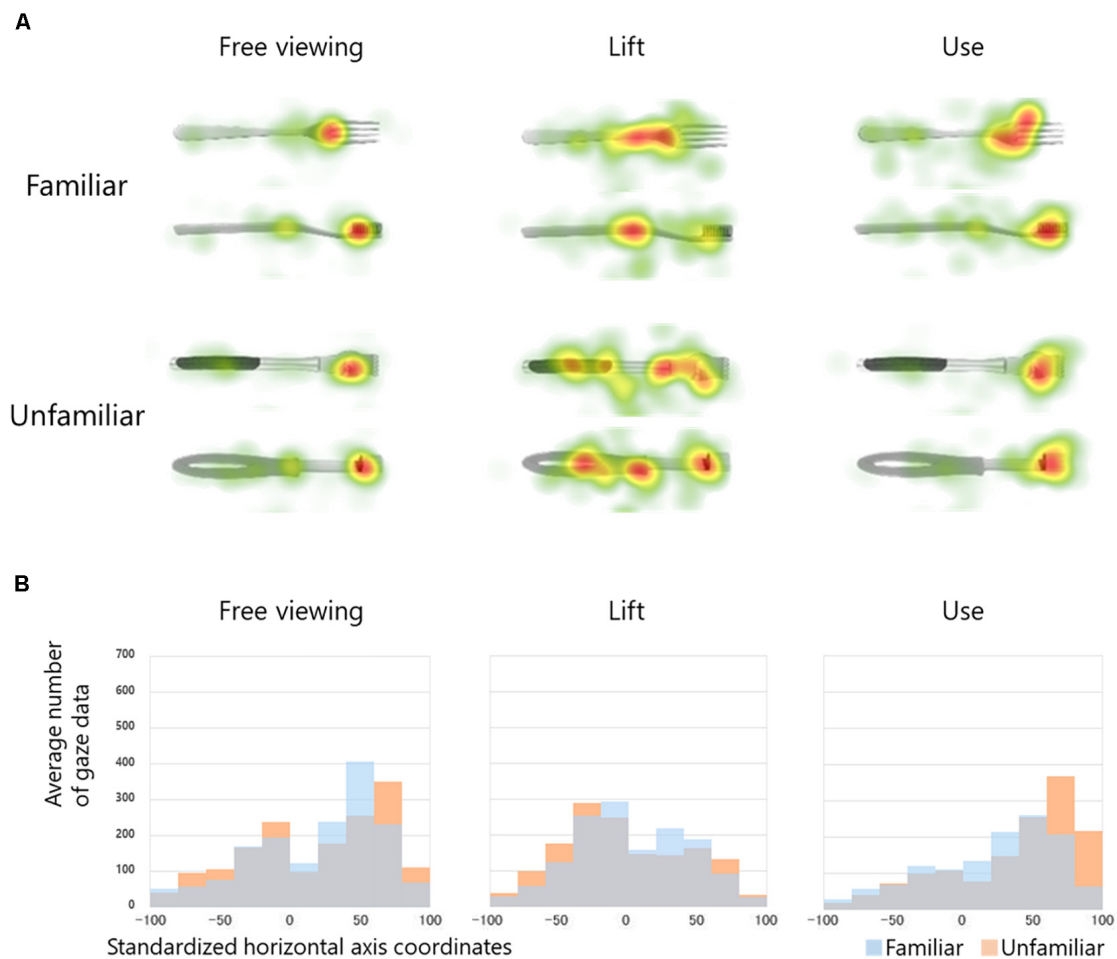 A
Free viewing Lift Use
Familiar
Unfamiliar
B
Free viewing Lift Use
Average number
of gaze data
700
600
500
400
300
200
100
0
−100 −50 0 50 100 −100 −50 0 50 100 −100 −50 0 50 100
Standardized horizontal axis coordinates
Familiar Unfamiliar